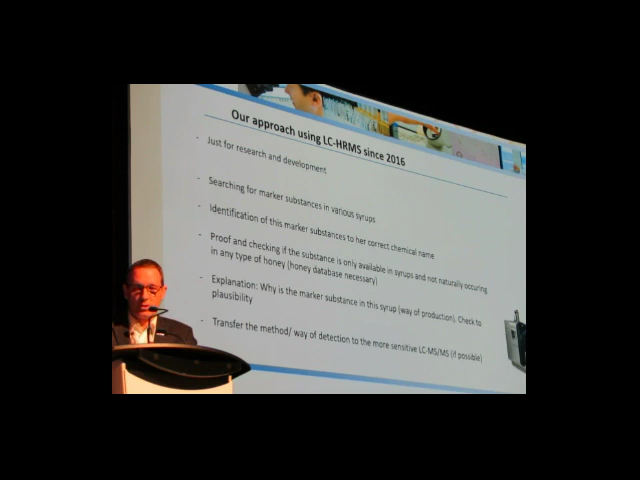 Our approach using LC-HRMS since 2016
- Just for research and development
- Searching for marker substances in various syrups
- Identification of this marker substances to her correct chemical name
- Proof and checking if the substance is only available in syrups and not naturally occuring
in any type of honey (honey database necessary)
- Explanation: Why is the marker substance in this syrup (way of production). Check to
plausibility
- Transfer the method/ way of detection to the more sensitive LC-MS/MS (if possible)